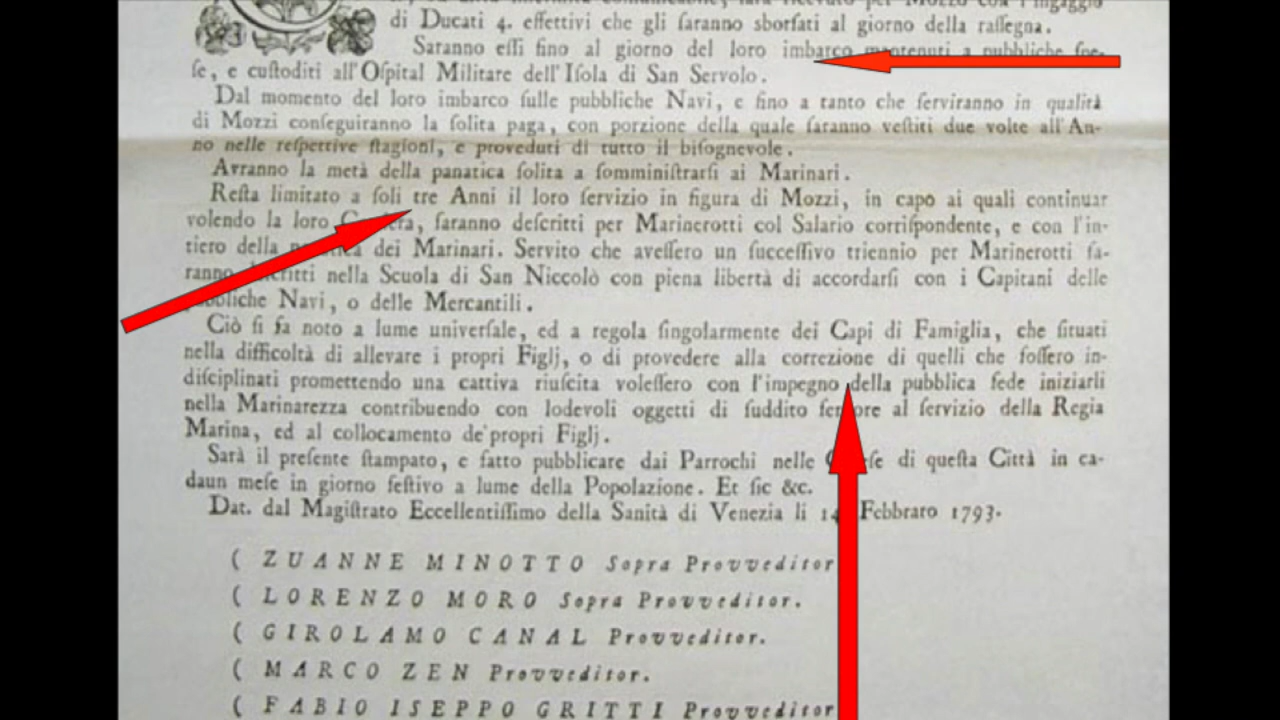 di Ducati 4. effettivi che gli ſaranno sborſati al giorno della raſſegna.
Saranno eſſi fino al giorno del loro imbarco mantenuti a pubbliche ſpe-
ſe, e cuſtoditi all'Oſpital Militare dell'Iſola di San Servolo.
Dal momento del loro imbarco ſulle pubbliche Navi, e fino a tanto che ſerviranno in qualità
di Mozzi conſeguiranno la ſolita paga, con porzione della quale ſaranno veſtiti due volte all'An-
no nelle reſpettive ſtagioni, e proveduti di tutto il biſognevole.
Avranno la metà della panatica ſolita a ſomminiſtrarſi ai Marinari.
Reſta limitato a ſoli tre Anni il loro ſervizio in figura di Mozzi, in capo ai quali continuar
volendo la loro ſaranno deſcritti per Marinerotti col Salario corriſpondente, e con l'in-
tiero della dei Marinari. Servito che aveſſero un ſucceſſivo triennio per Marinerotti ſa-
ranno nella Scuola di San Niccolò con piena libertà di accordarſi con i Capitani delle
Navi, o delle Mercantili.
Ciò ſi fa noto a lume univerſale, ed a regola ſingolarmente dei Capi di Famiglia, che ſituati
nella difficoltà di allevare i propri Figlj, o di provedere alla correzione di quelli che foſſero in-
diſciplinati promettendo una cattiva riuſcita voleſſero con l'impegno della pubblica fede iniziarli
nella Marinarezza contribuendo con lodevoli oggetti di ſuddito al ſervizio della Regia
Marina, ed al collocamento de' propri Figlj.
Sarà il preſente ſtampato, e fatto pubblicare dai Parrochi nelle di queſta Città in ca-
daun meſe in giorno feſtivo a lume della Popolazione. Et ſic &c.
Dat. dal Magiſtrato Eccellentiſſimo della Sanità di Venezia li Febbraro 1793.
( ZUANNE MINOTTO Sopra Provveditor
( LORENZO MORO Sopra Provveditor.
( GIROLAMO CANAL Provveditor.
( MARCO ZEN Provveditor.
( FABIO ISEPPO GRITTI Provveditor